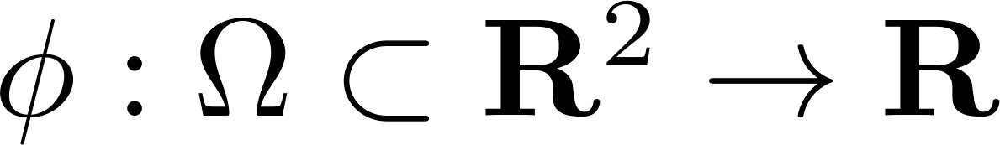 ϕ : Ω ⊂ R² → R